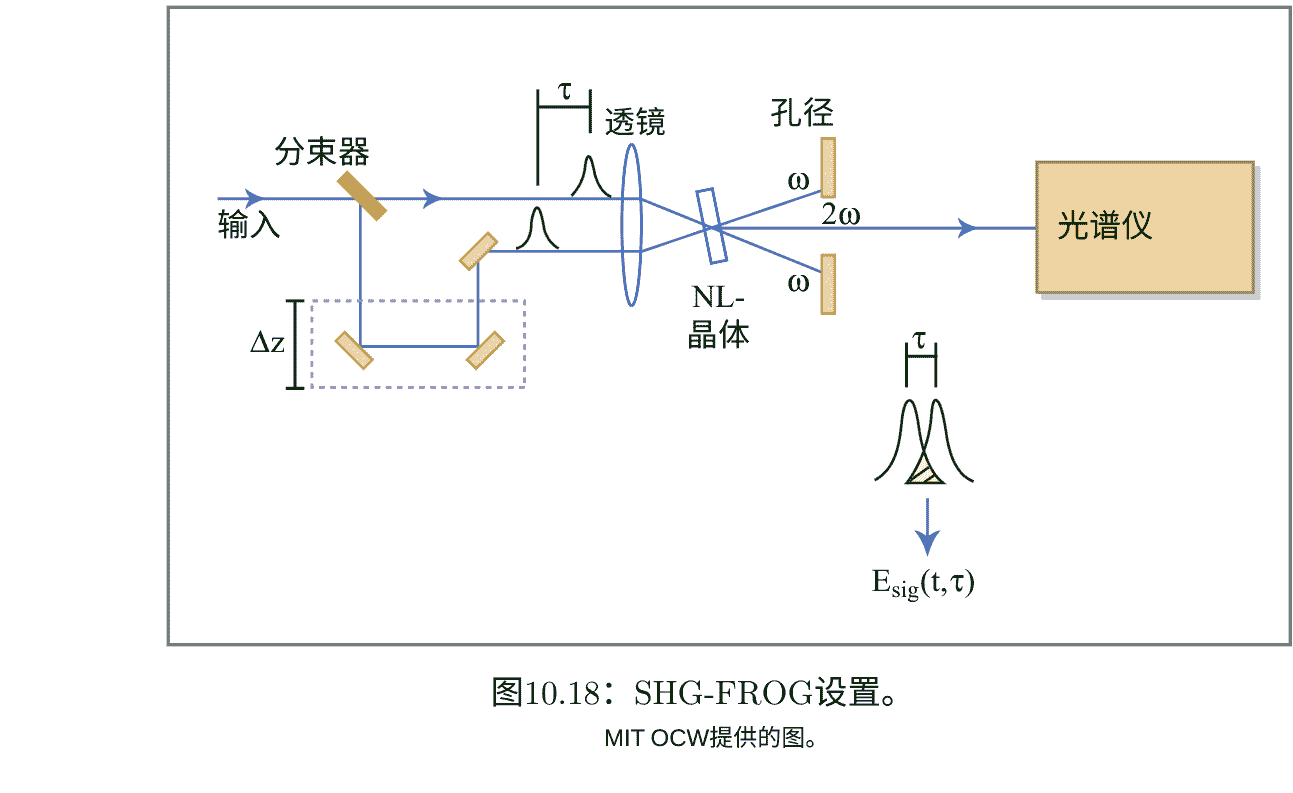 τ
透镜
孔径
分束器
输入
ω
2ω
光谱仪
ω
NL-
晶体
Δz
τ
E_sig(t,τ)
图10.18：SHG-FROG设置。
MIT OCW提供的图。